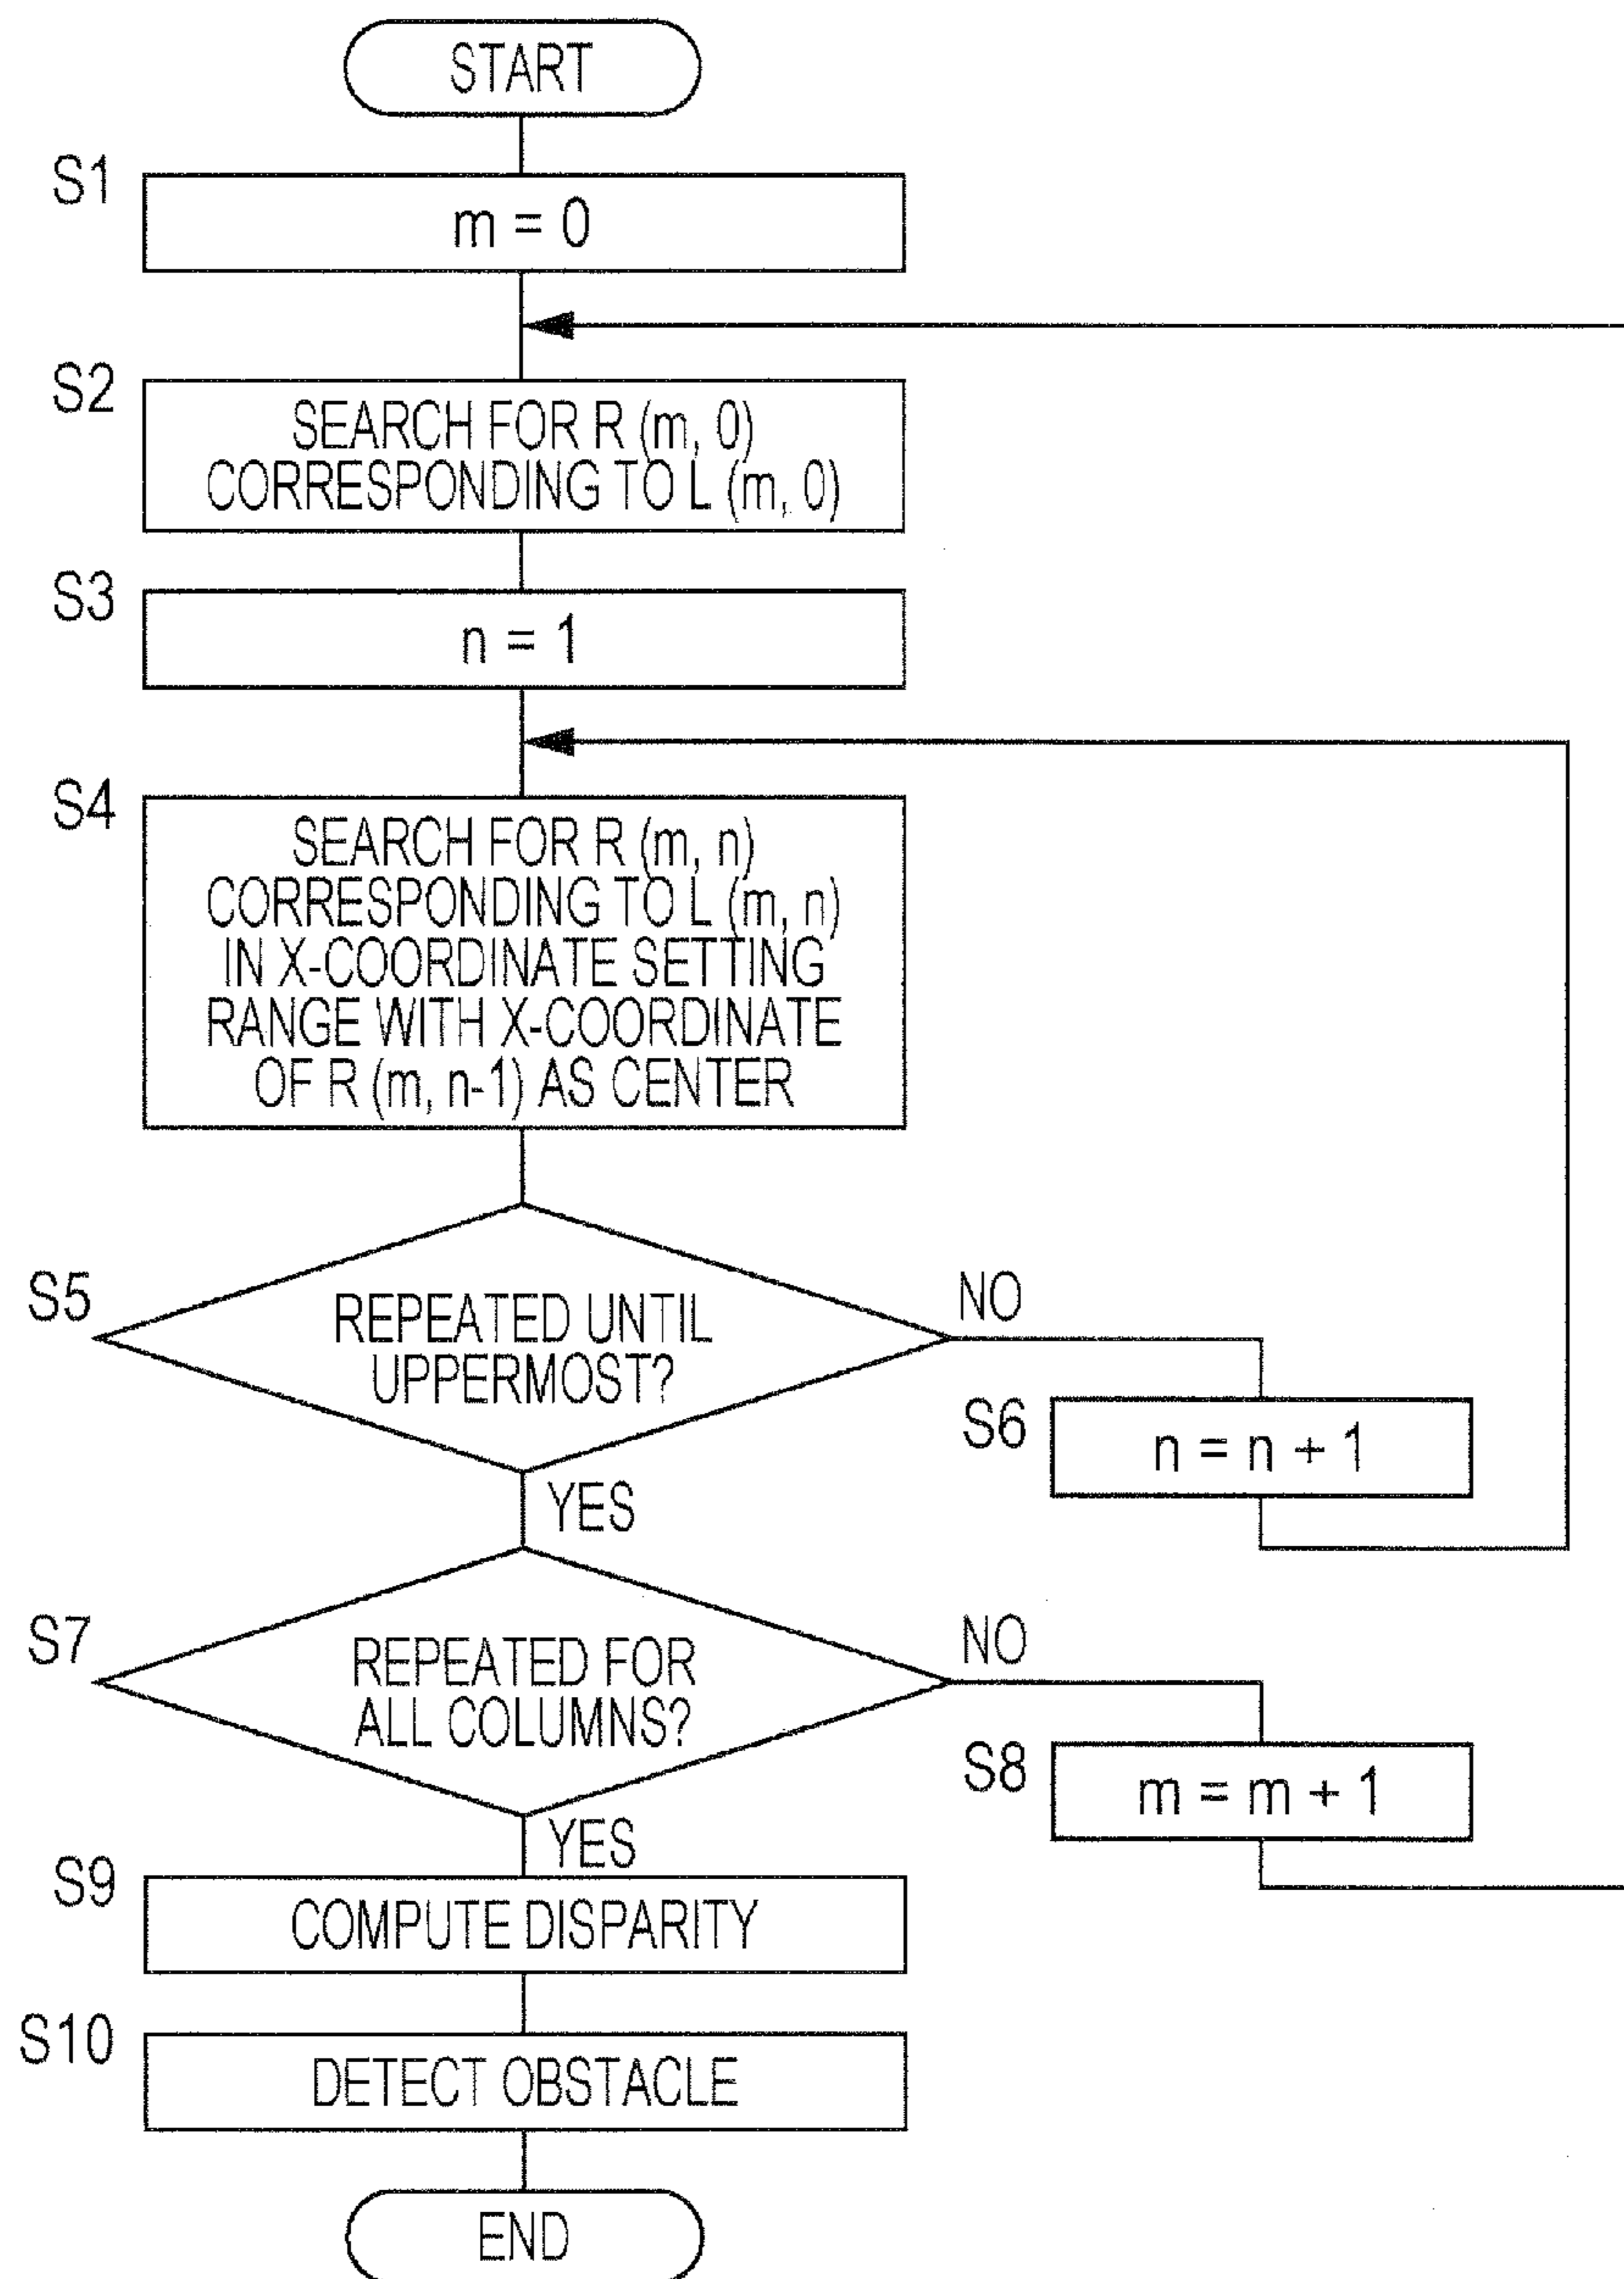 START
S1
m = 0
S2
SEARCH FOR R (m, 0)
CORRESPONDING TO L (m, 0)
S3
n = 1
S4
SEARCH FOR R (m, n)
CORRESPONDING TO L (m, n)
IN X-COORDINATE SETTING
RANGE WITH X-COORDINATE
OF R (m, n-1) AS CENTER
S5
REPEATED UNTIL
UPPERMOST?
NO
S6
n = n + 1
YES
S7
REPEATED FOR
ALL COLUMNS?
NO
S8
m = m + 1
YES
S9
COMPUTE DISPARITY
S10
DETECT OBSTACLE
END